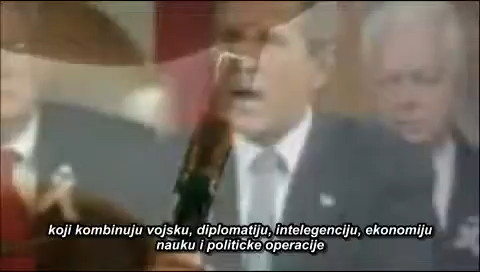 koji kombinuju vojsku, diplomatiju, intelegenciju, ekonomiju
nauku i politicke operacije